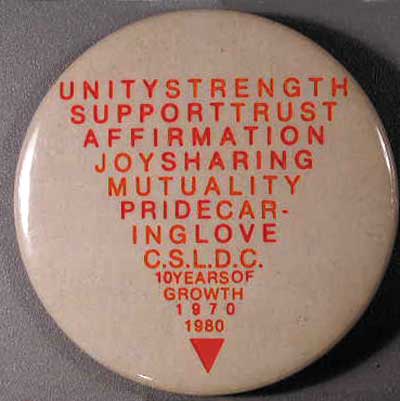 UNITYSTRENGTH
SUPPORTTRUST
AFFIRMATION
JOYSHARING
MUTUALITY
PRIDECAR-
INGLOVE
C.S.L.D.C.
10YEARSOF
GROWTH
1970
1980